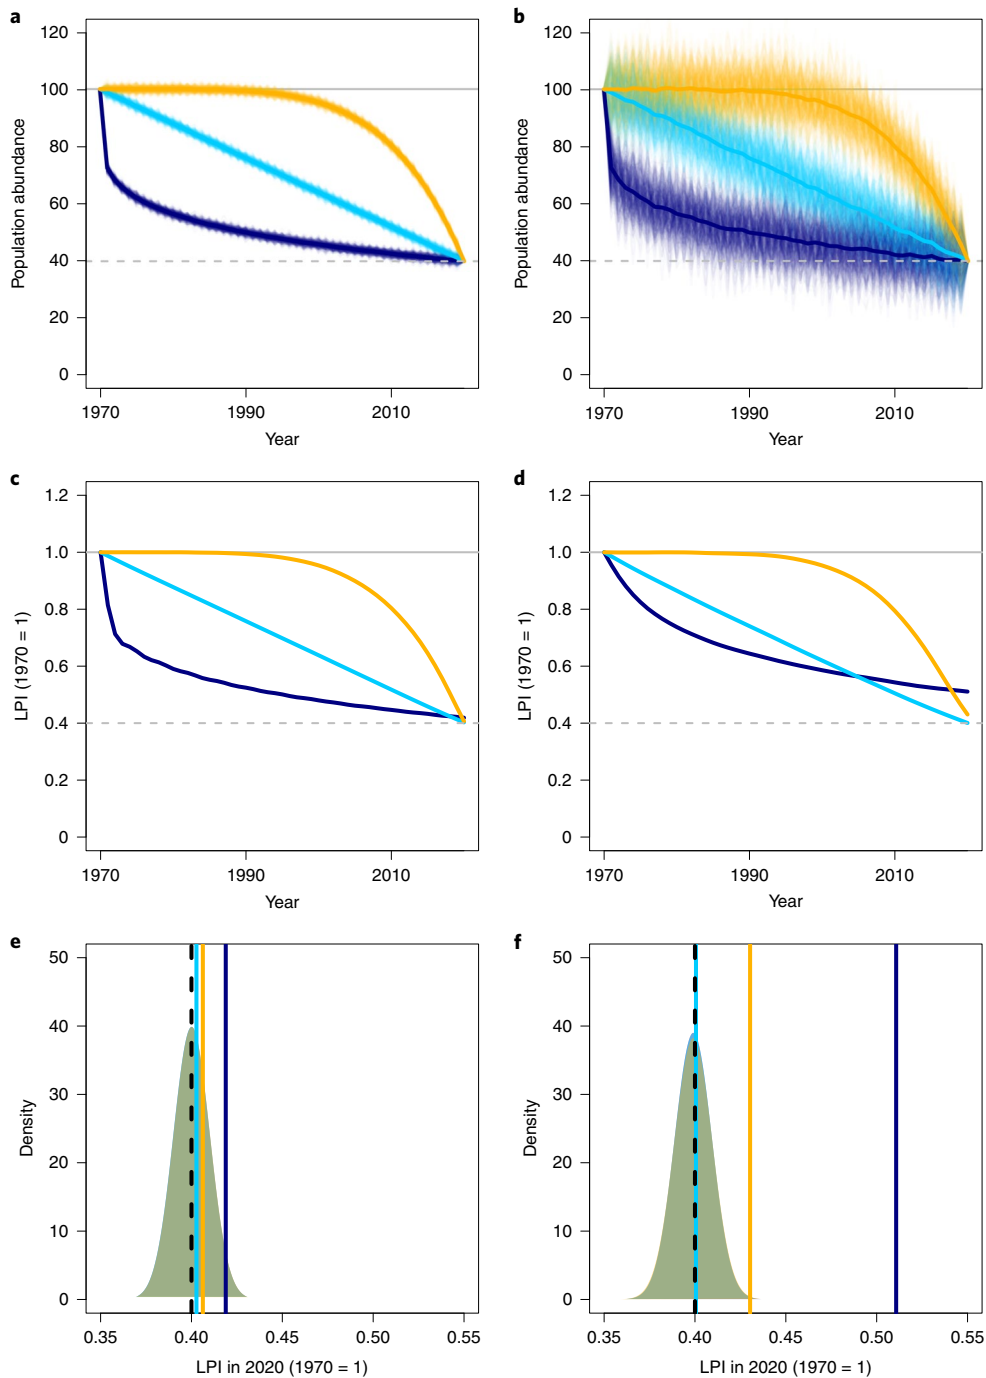 a
120
100
80
60
40
20
0
Population abundance
1970 1990 2010
Year
b
120
100
80
60
40
20
0
Population abundance
1970 1990 2010
Year
c
1.2
1.0
0.8
0.6
0.4
0.2
0
LPI (1970 = 1)
1970 1990 2010
Year
d
1.2
1.0
0.8
0.6
0.4
0.2
0
LPI (1970 = 1)
1970 1990 2010
Year
e
50
40
30
20
10
0
Density
0.35 0.40 0.45 0.50 0.55
LPI in 2020 (1970 = 1)
f
50
40
30
20
10
0
Density
0.35 0.40 0.45 0.50 0.55
LPI in 2020 (1970 = 1)